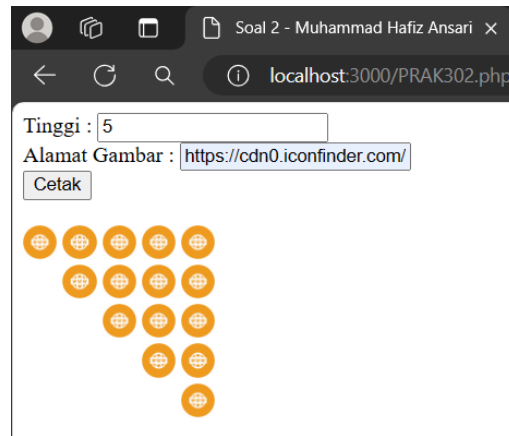 Soal 2 - Muhammad Hafiz Ansari
localhost:3000/PRAK302.php
Tinggi : 5
Alamat Gambar : https://cdn0.iconfinder.com/
Cetak